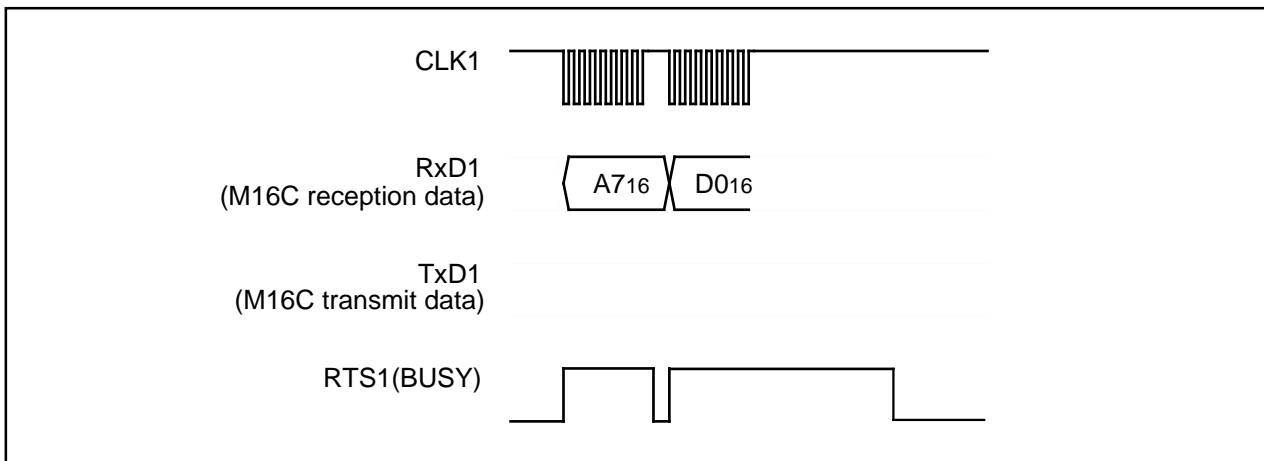 CLK1
RxD1
(M16C reception data)
A716
D016
TxD1
(M16C transmit data)
RTS1(BUSY)